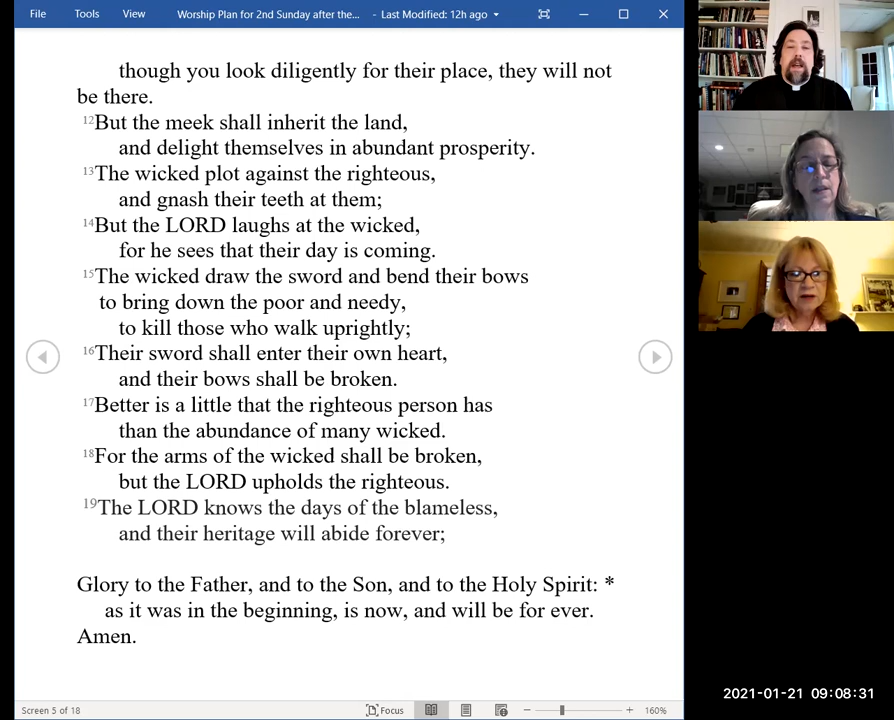 File Tools View Worship Plan for 2nd Sunday after the... - Last Modified: 12h ago
though you look diligently for their place, they will not
be there.
12But the meek shall inherit the land,
and delight themselves in abundant prosperity.
13The wicked plot against the righteous,
and gnash their teeth at them;
14But the LORD laughs at the wicked,
for he sees that their day is coming.
15The wicked draw the sword and bend their bows
to bring down the poor and needy,
to kill those who walk uprightly;
16Their sword shall enter their own heart,
and their bows shall be broken.
17Better is a little that the righteous person has
than the abundance of many wicked.
18For the arms of the wicked shall be broken,
but the LORD upholds the righteous.
19The LORD knows the days of the blameless,
and their heritage will abide forever;
Glory to the Father, and to the Son, and to the Holy Spirit: *
as it was in the beginning, is now, and will be for ever.
Amen.
Screen 5 of 18 Focus 160%
2021-01-21 09:08:31